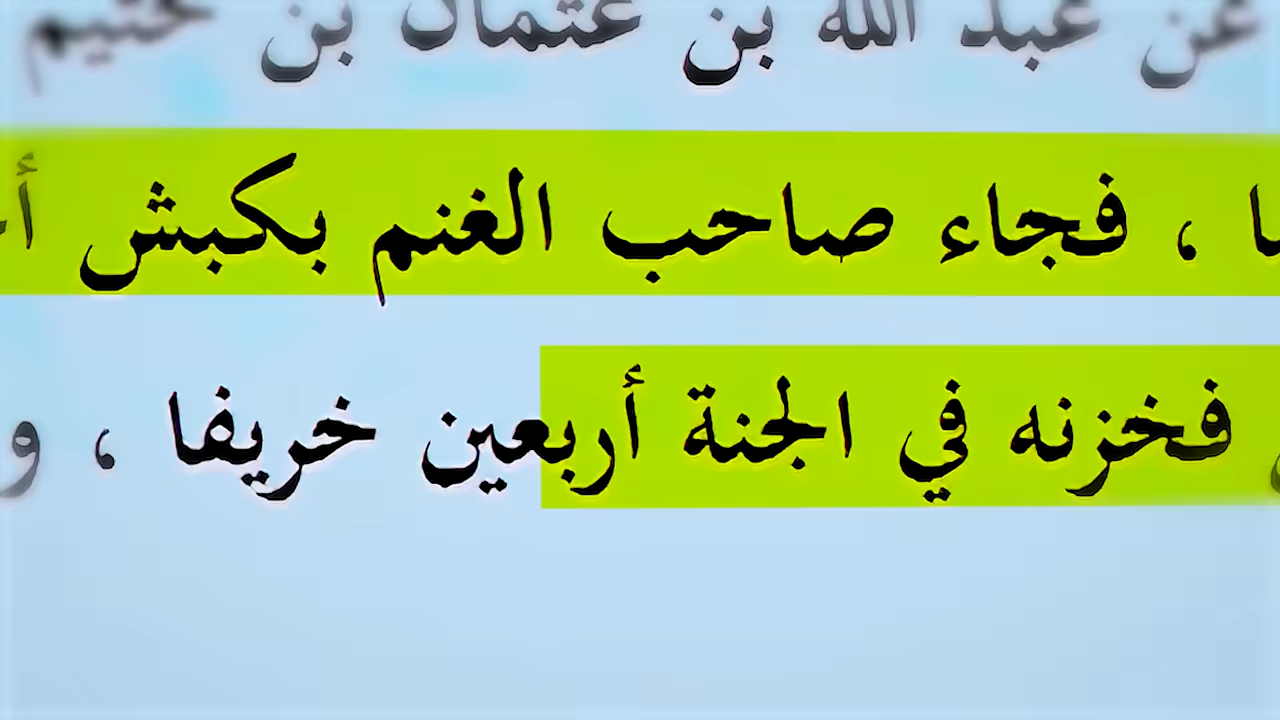 عن عبد الله بن عثمان بن خثيم
، فجاء صاحب الغنم بكبش
فخزنه في الجنة أربعين خريفا ، و